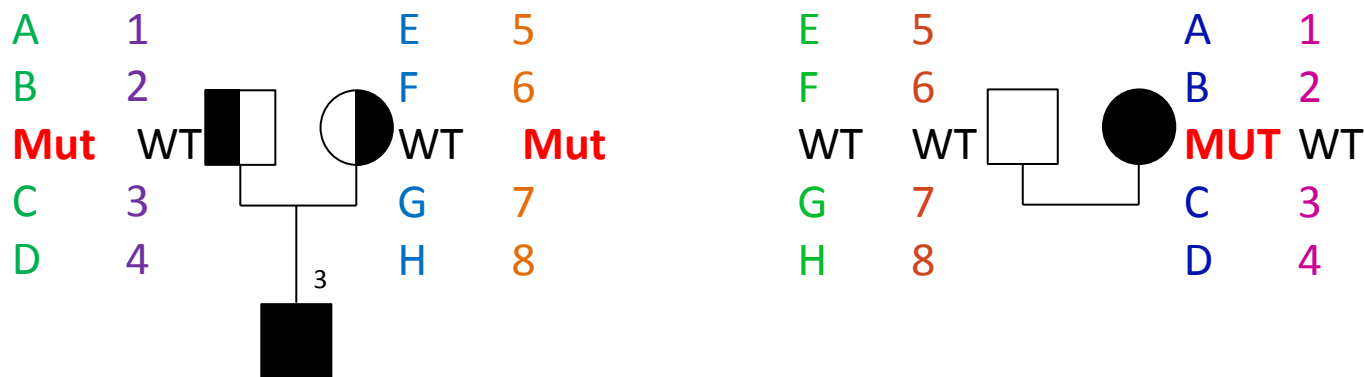 A 1 E 5 E 5 A 1
B 2 F 6 F 6 B 2
Mut WT WT Mut WT WT MUT WT
C 3 G 7 G 7 C 3
D 4 H 8 H 8 D 4
3